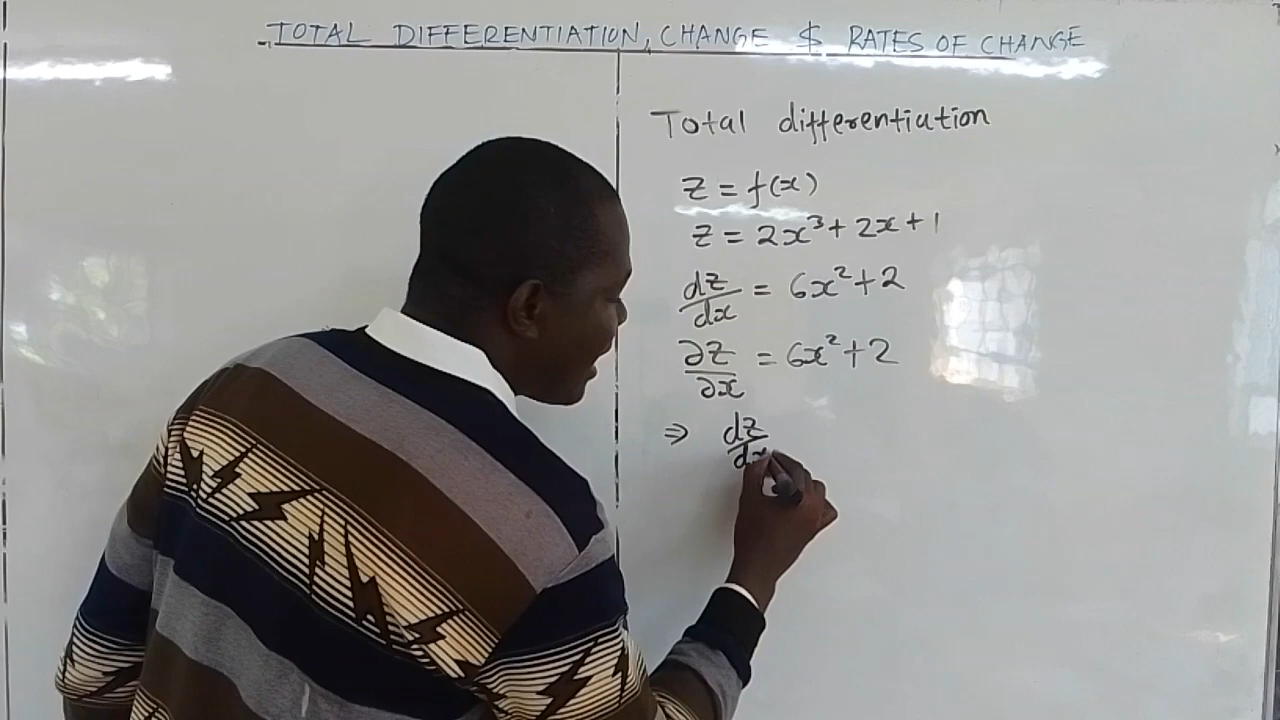 TOTAL DIFFERENTIATION, CHANGE $ RATES OF CHANGE
Total differentiation
z = f(x)
z = 2x³ + 2x + 1
dz/dx = 6x² + 2
∂z/∂x = 6x² + 2
⇒ dz/dx